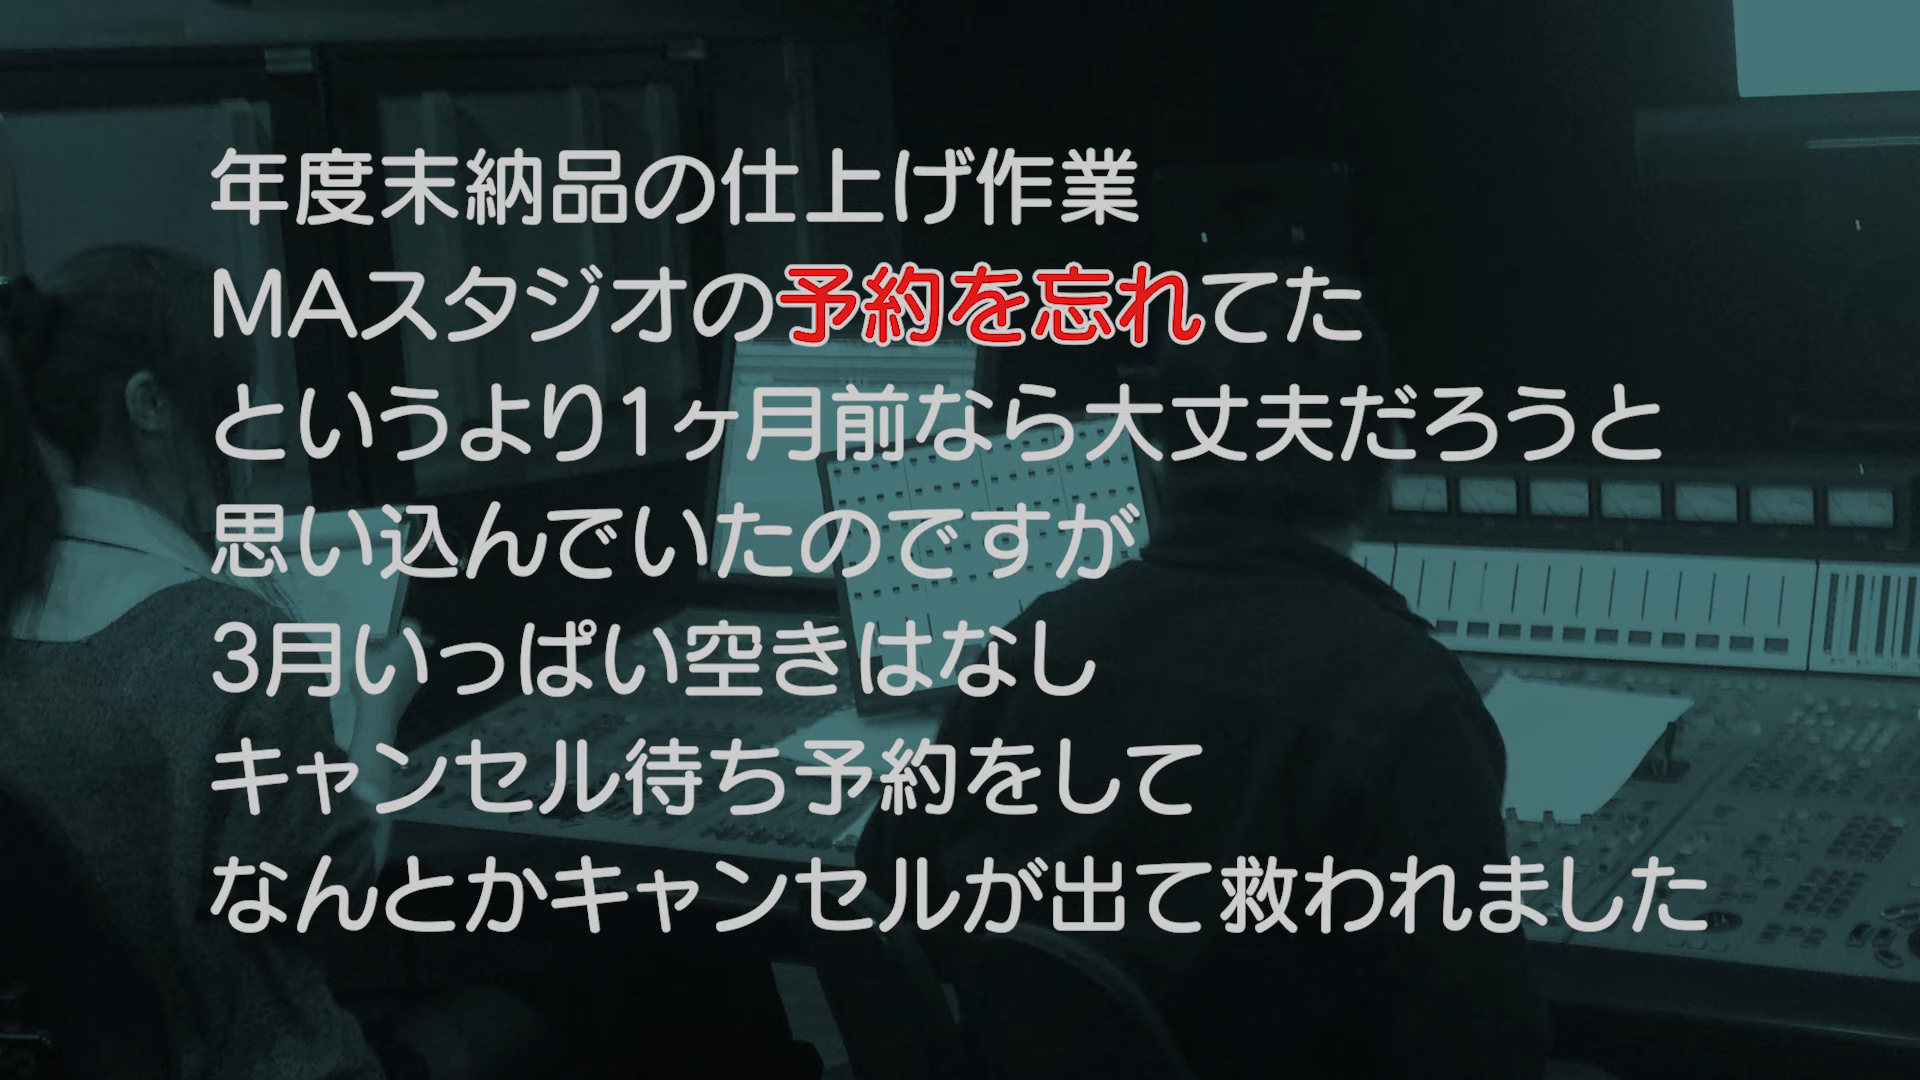 年度末納品の仕上げ作業
MAスタジオの予約を忘れてた
というより1ヶ月前なら大丈夫だろうと
思い込んでいたのですが
3月いっぱい空きはなし
キャンセル待ち予約をして
なんとかキャンセルが出て救われました